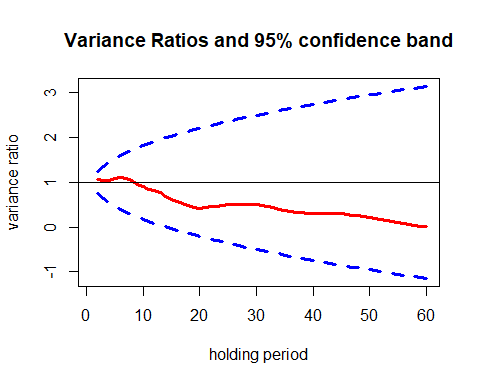 Variance Ratios and 95% confidence band
variance ratio
3
2
1
0
-1
0 10 20 30 40 50 60
holding period